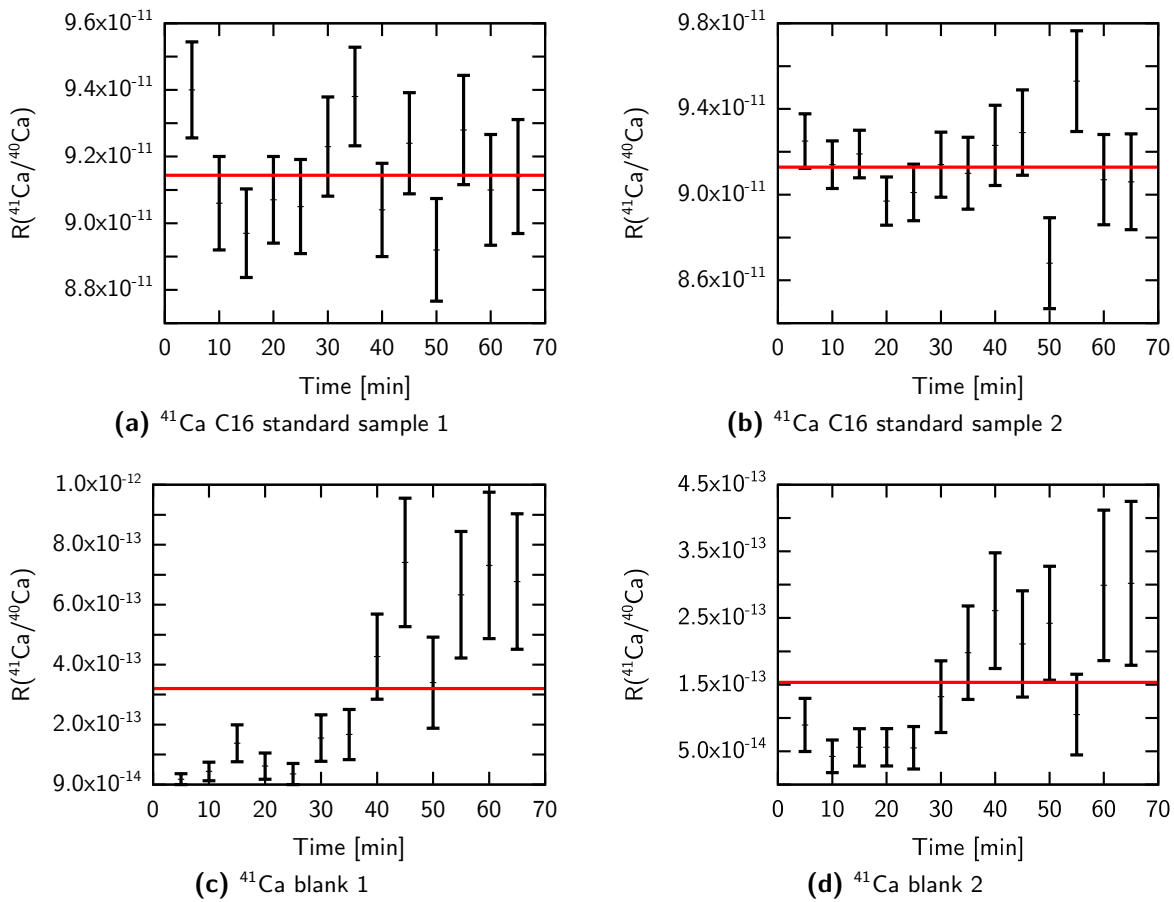 9.6x10⁻¹¹
9.4x10⁻¹¹
9.2x10⁻¹¹
9.0x10⁻¹¹
8.8x10⁻¹¹
R(⁴¹Ca/⁴⁰Ca)
0 10 20 30 40 50 60 70
Time [min]
(a) ⁴¹Ca C16 standard sample 1
9.8x10⁻¹¹
9.4x10⁻¹¹
9.0x10⁻¹¹
8.6x10⁻¹¹
R(⁴¹Ca/⁴⁰Ca)
0 10 20 30 40 50 60 70
Time [min]
(b) ⁴¹Ca C16 standard sample 2
1.0x10⁻¹²
8.0x10⁻¹³
6.0x10⁻¹³
4.0x10⁻¹³
2.0x10⁻¹³
9.0x10⁻¹⁴
R(⁴¹Ca/⁴⁰Ca)
0 10 20 30 40 50 60 70
Time [min]
(c) ⁴¹Ca blank 1
4.5x10⁻¹³
3.5x10⁻¹³
2.5x10⁻¹³
1.5x10⁻¹³
5.0x10⁻¹⁴
R(⁴¹Ca/⁴⁰Ca)
0 10 20 30 40 50 60 70
Time [min]
(d) ⁴¹Ca blank 2